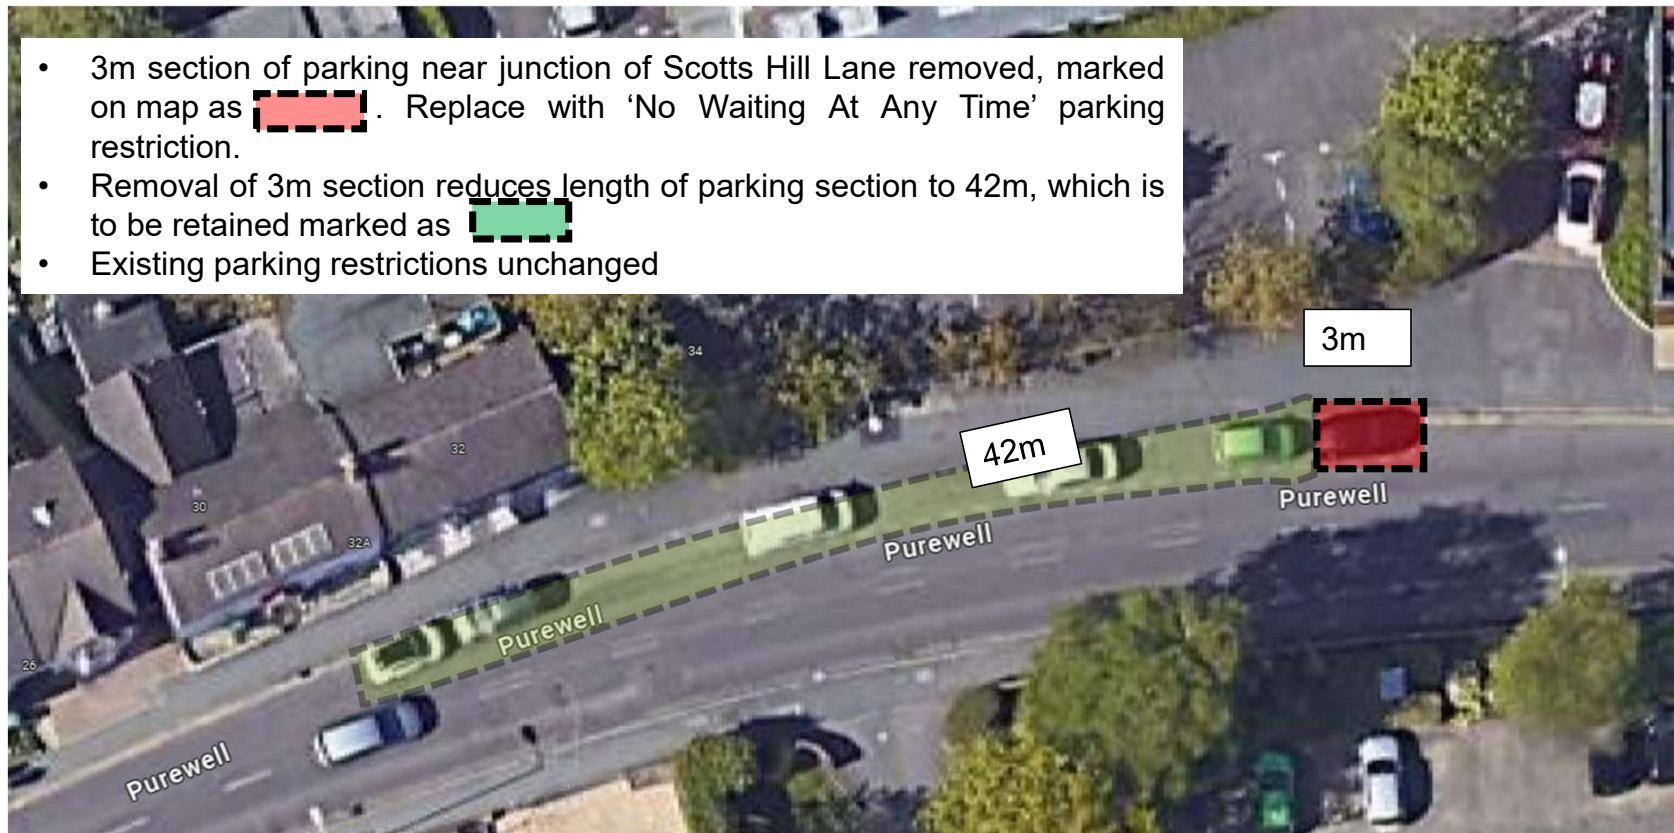 • 3m section of parking near junction of Scotts Hill Lane removed, marked
on map as . Replace with ‘No Waiting At Any Time’ parking
restriction.
• Removal of 3m section reduces length of parking section to 42m, which is
to be retained marked as
• Existing parking restrictions unchanged
3m
34
42m
32
Purewell
30
Purewell
32A
Purewell
26
Purewell